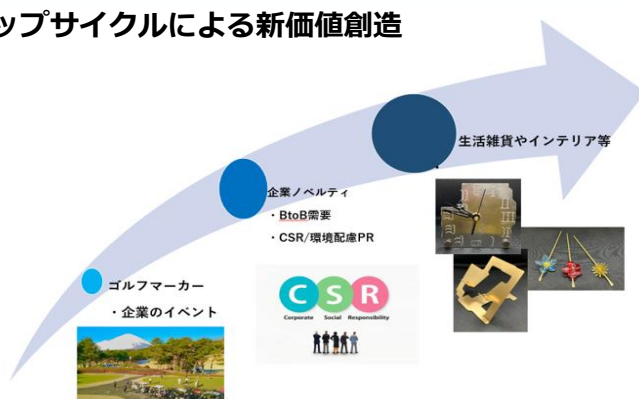 ップサイクルによる新価値創造
生活雑貨やインテリア等
企業ノベルティ
・BtoB需要
・CSR/環境配慮PR
ゴルフマーカー
・企業のイベント
CSR
Corporate Social Responsibility